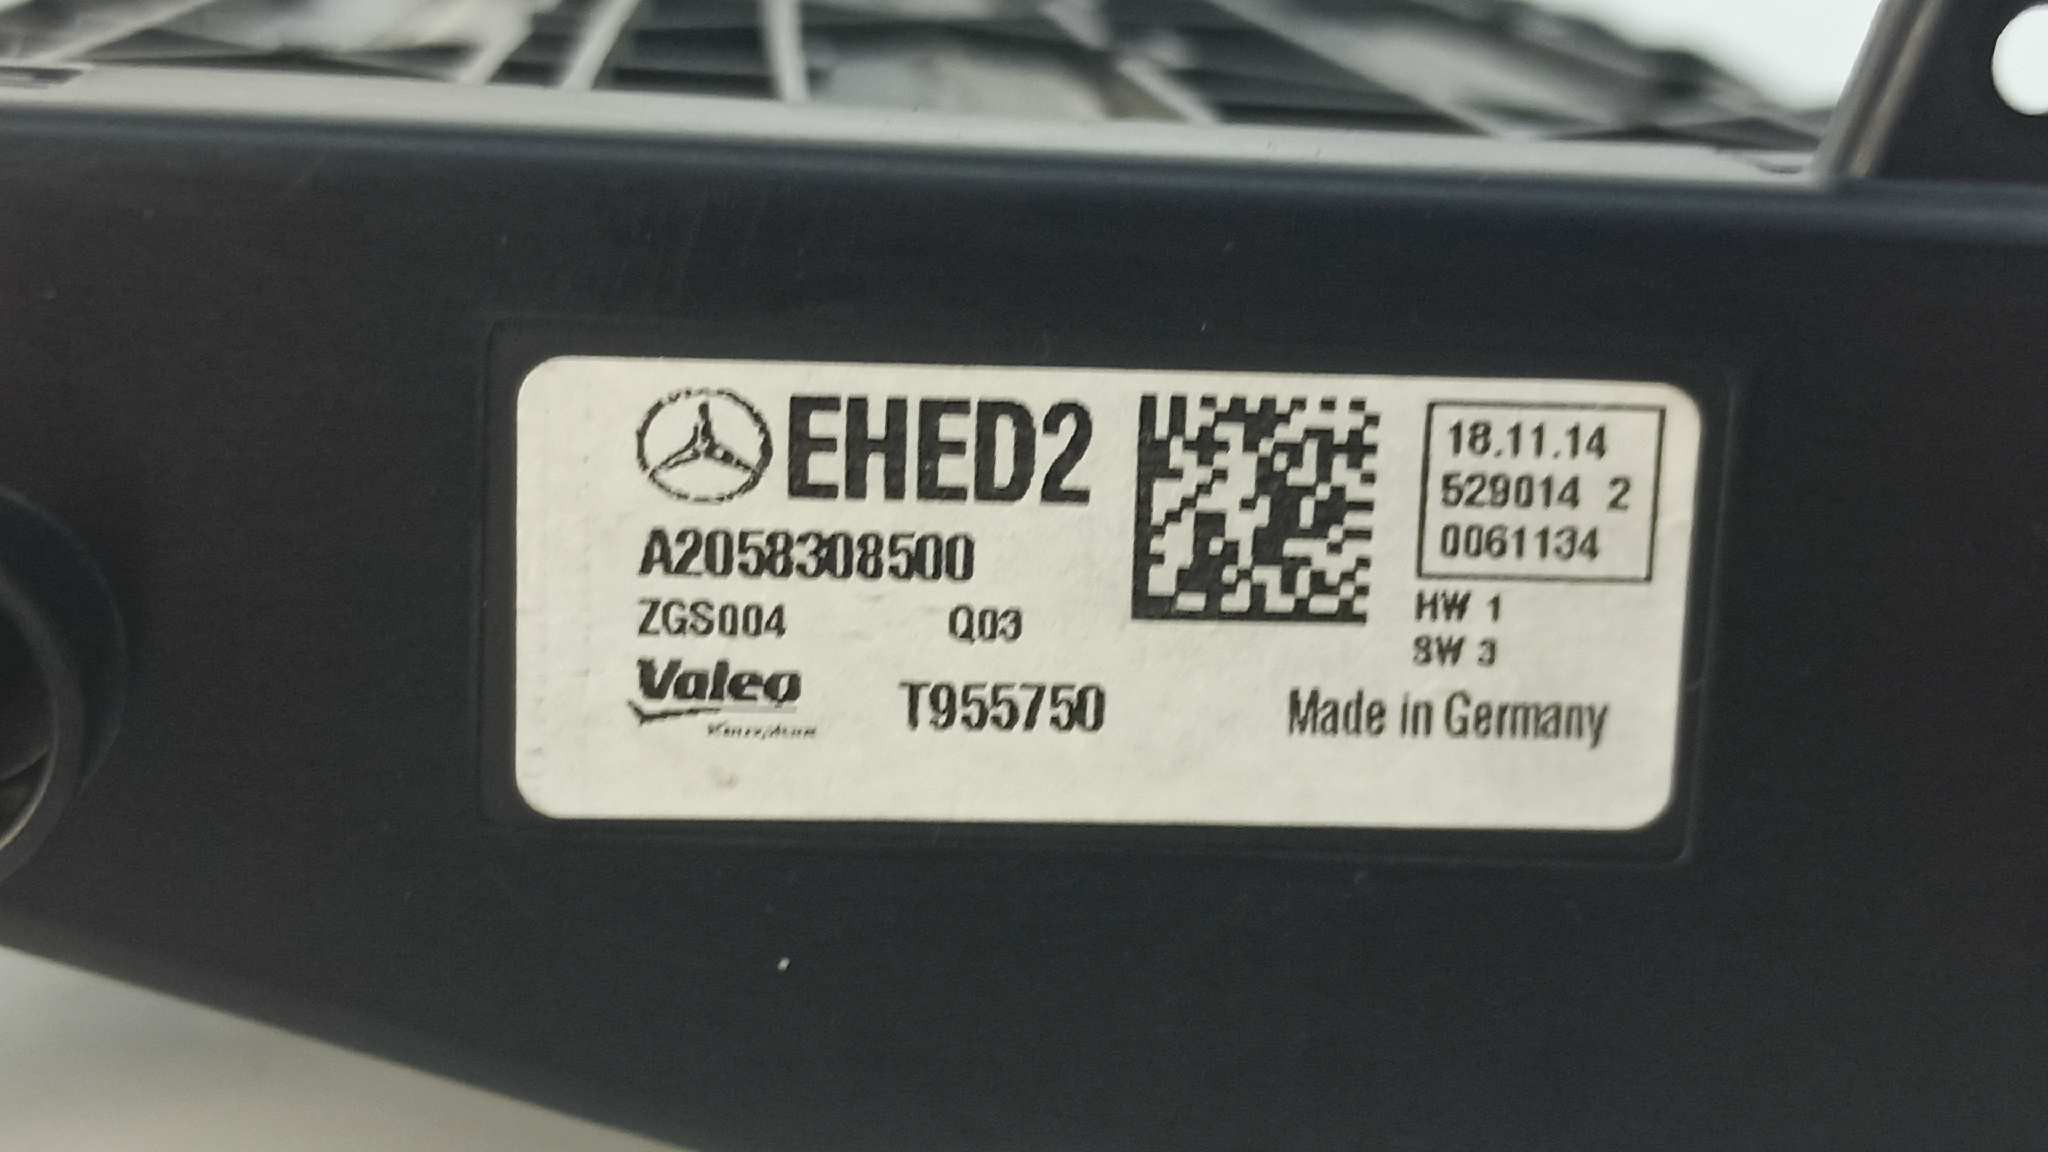 EHED2
A2058308500
ZGS004 Q03
Valeo
T955750
18.11.14
529014 2
0061134
HW 1
SW 3
Made in Germany